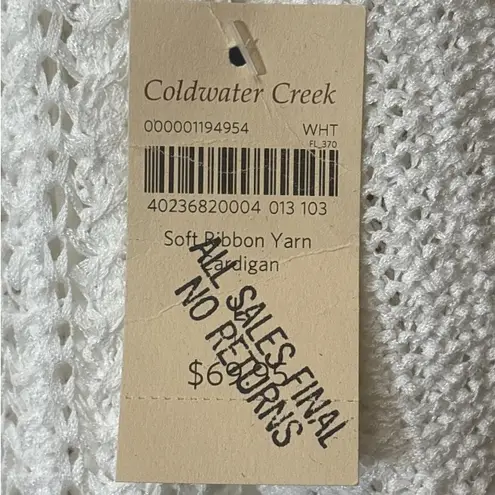 Coldwater Creek
000001194954 WHT
FL_370
40236820004 013 103
Soft Ribbon Yarn
Cardigan
ALL SALES FINAL
NO RETURNS